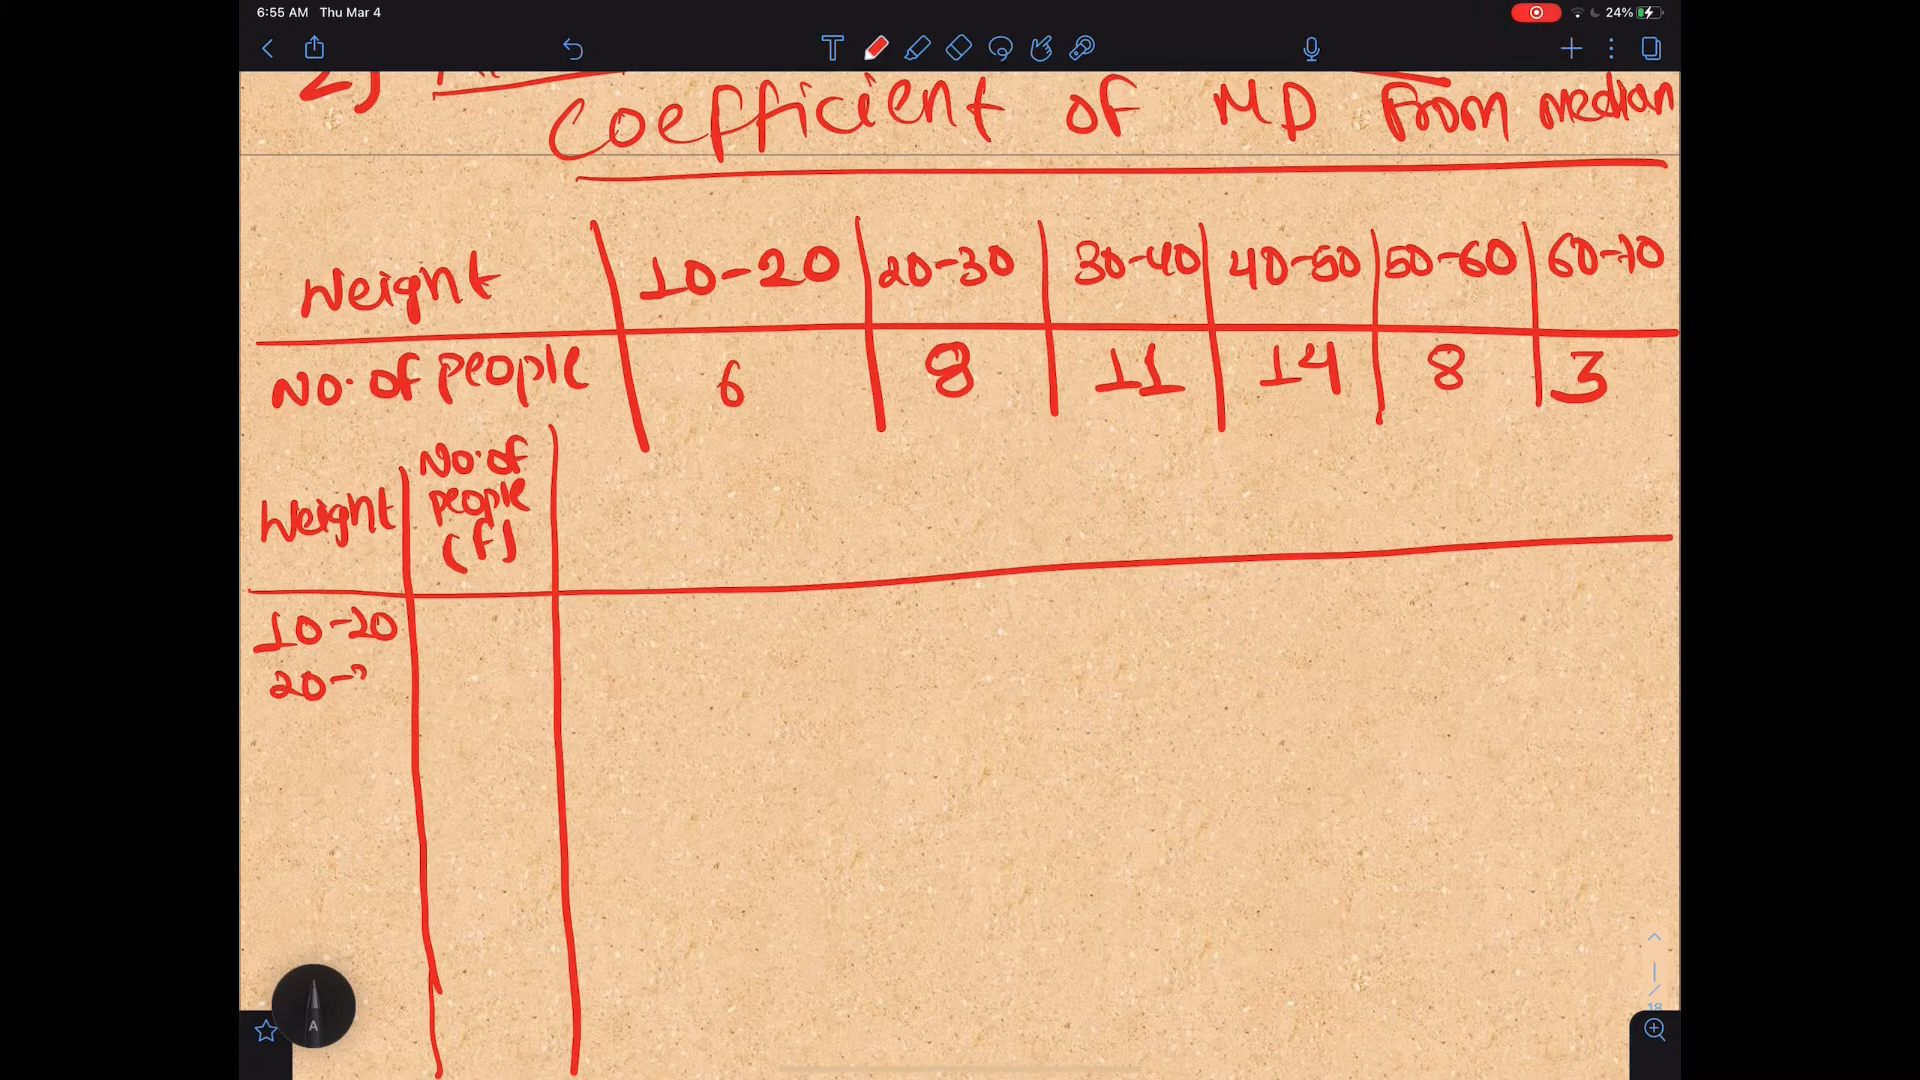 6:55 AM Thu Mar 4
24%
2)
Coefficient of MD From median
Weight 10-20 20-30 30-40 40-50 50-60 60-70
No. of people 6 8 11 14 8 3
Weight No. of people (f)
10-20
20-
A
18